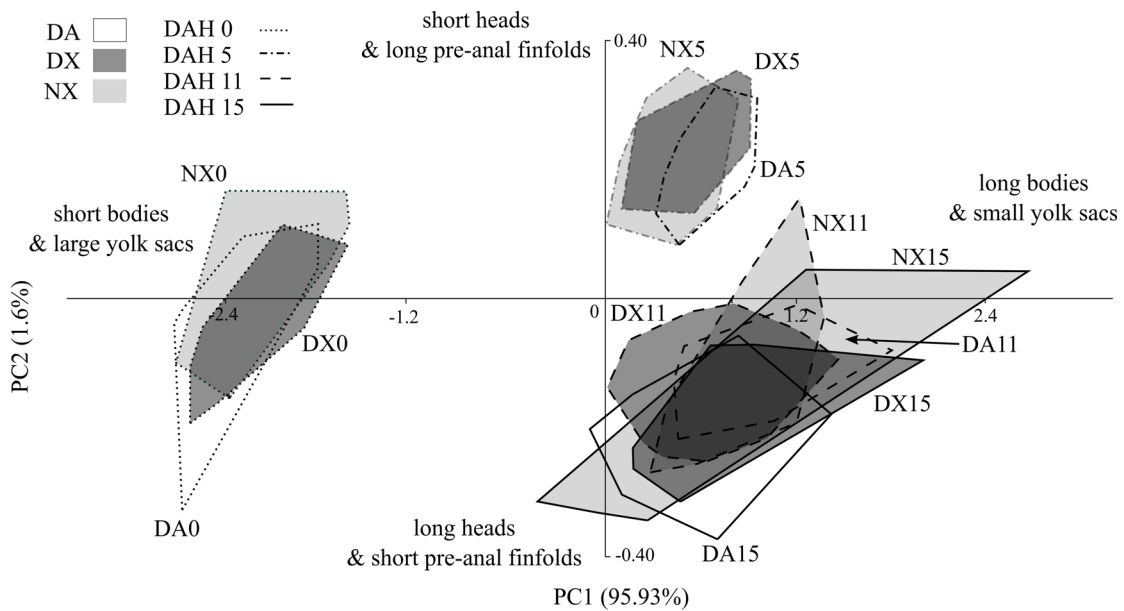 DA
DX
NX
DAH 0
DAH 5
DAH 11
DAH 15
short heads
& long pre-anal finfolds
0.40
NX5
DX5
DA5
NX0
short bodies
& large yolk sacs
long bodies
& small yolk sacs
NX11
NX15
-2.4
-1.2
0
DX11
1.2
2.4
DX0
DA11
PC2 (1.6%)
DX15
DA0
long heads
& short pre-anal finfolds
-0.40
DA15
PC1 (95.93%)